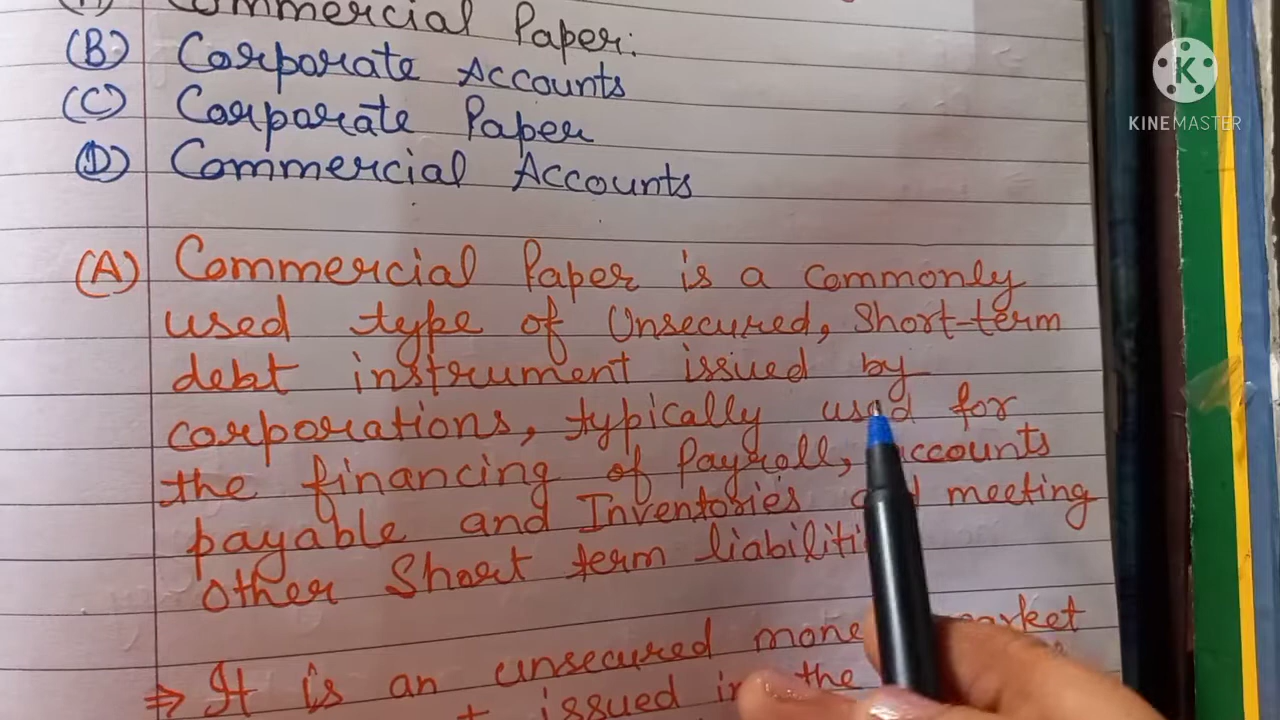 Commercial Paper:
(B) Corporate Accounts
(C) Corporate Paper
(D) Commercial Accounts
(A) Commercial Paper is a commonly
used type of Unsecured, Short-term
debt instrument issued by
corporations, typically used for
the financing of Payroll, accounts
payable and Inventories and meeting
other Short term liabilities
⇒ It is an unsecured money market
issued in the
K
KINEMASTER